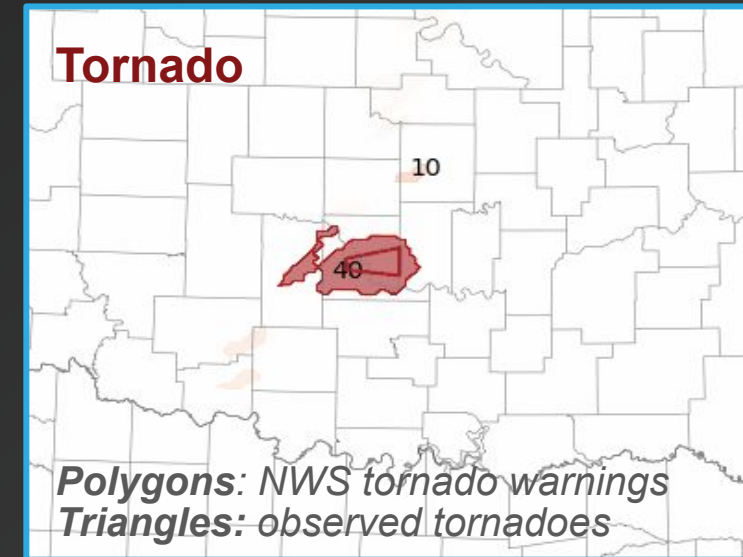 Tornado
10
40
Polygons: NWS tornado warnings
Triangles: observed tornadoes